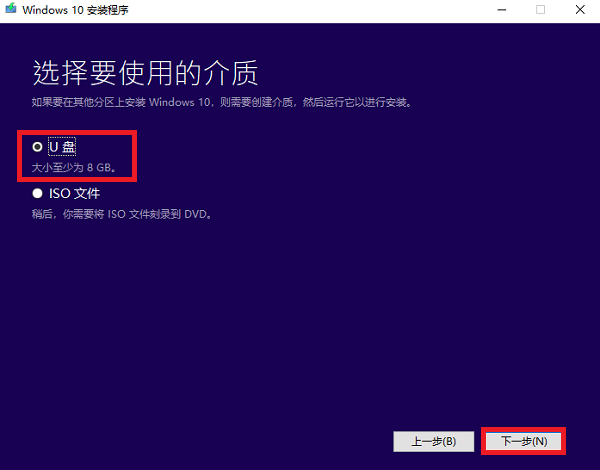 Windows 10 安装程序
选择要使用的介质
如果要在其他分区上安装 Windows 10，则需要创建介质，然后运行它以进行安装。
U 盘
大小至少为 8 GB。
ISO 文件
稍后，你需要将 ISO 文件刻录到 DVD。
上一步(B)
下一步(N)